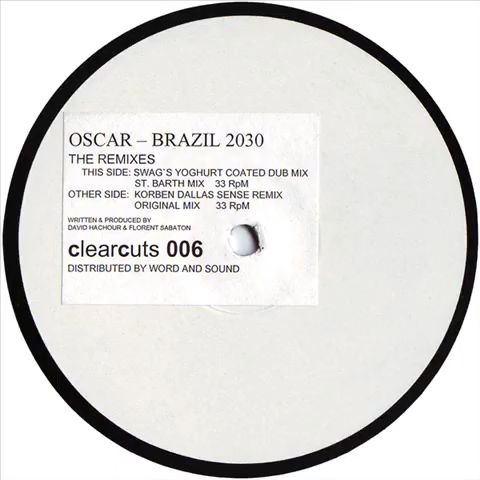 OSCAR – BRAZIL 2030
THE REMIXES
THIS SIDE: SWAG`S YOGHURT COATED DUB MIX
ST. BARTH MIX 33 RpM
OTHER SIDE: KORBEN DALLAS SENSE REMIX
ORIGINAL MIX 33 RpM
WRITTEN & PRODUCED BY
DAVID HACHOUR & FLORENT SABATON
clearcuts 006
DISTRIBUTED BY WORD AND SOUND